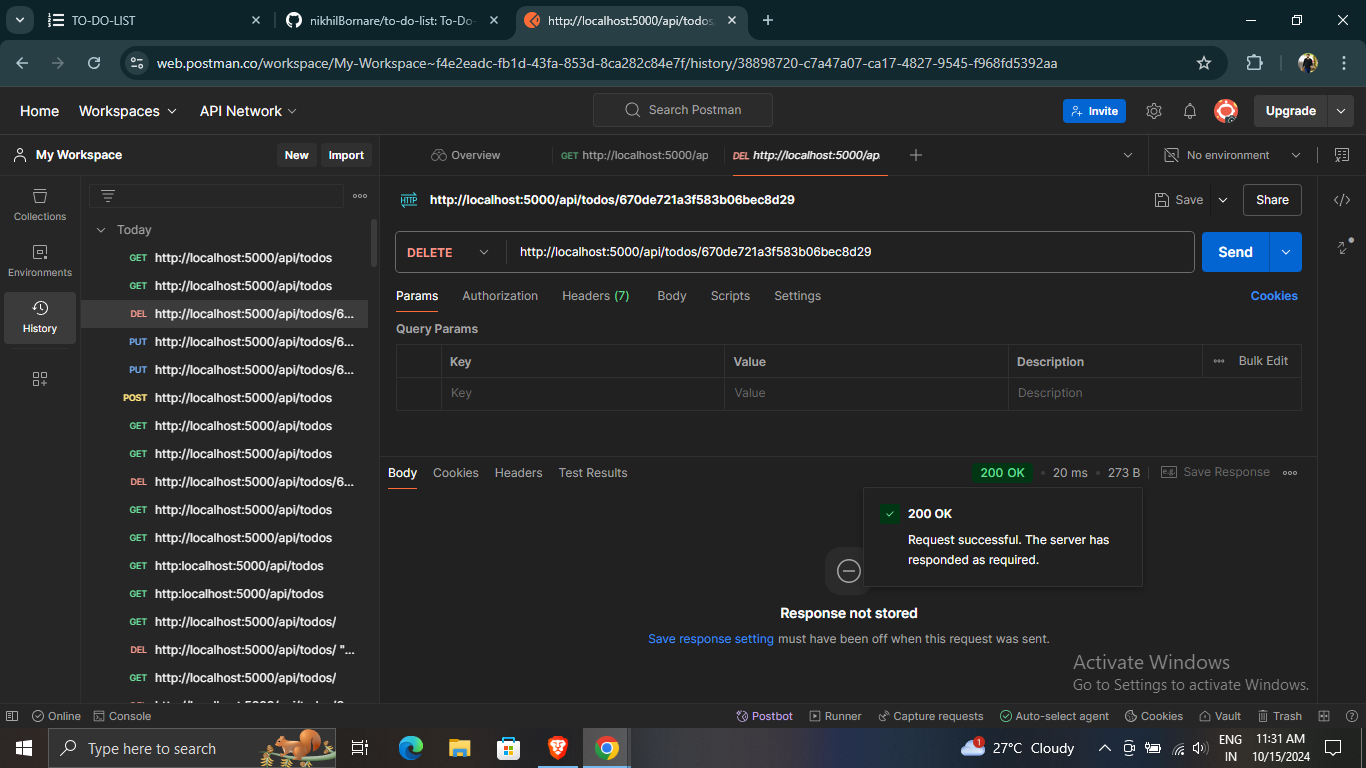 TO-DO-LIST
nikhilBornare/to-do-list: To-Do-
http://localhost:5000/api/todos
web.postman.co/workspace/My-Workspace~f4e2eadc-fb1d-43fa-853d-8ca282c84e7f/history/38898720-c7a47a07-ca17-4827-9545-f968fd5392aa
Home Workspaces API Network
Search Postman
Invite
Upgrade
My Workspace
New Import
Overview
GET http://localhost:5000/ap
DEL http://localhost:5000/ap
No environment
Collections
Environments
History
Today
GET http://localhost:5000/api/todos
GET http://localhost:5000/api/todos
DEL http://localhost:5000/api/todos/6...
PUT http://localhost:5000/api/todos/6...
PUT http://localhost:5000/api/todos/6...
POST http://localhost:5000/api/todos
GET http://localhost:5000/api/todos
GET http://localhost:5000/api/todos
DEL http://localhost:5000/api/todos/6...
GET http://localhost:5000/api/todos
GET http://localhost:5000/api/todos
GET http:localhost:5000/api/todos
GET http:localhost:5000/api/todos
GET http://localhost:5000/api/todos/
DEL http://localhost:5000/api/todos/ "...
GET http://localhost:5000/api/todos/
HTTP http://localhost:5000/api/todos/670de721a3f583b06bec8d29
Save Share
DELETE http://localhost:5000/api/todos/670de721a3f583b06bec8d29
Send
Params Authorization Headers (7) Body Scripts Settings
Cookies
Query Params
Key Value Description Bulk Edit
Key Value Description
Body Cookies Headers Test Results
200 OK • 20 ms • 273 B
e.g. Save Response
200 OK
Request successful. The server has
responded as required.
Response not stored
Save response setting must have been off when this request was sent.
Activate Windows
Go to Settings to activate Windows.
Online Console
Postbot Runner Capture requests Auto-select agent Cookies Vault Trash
Type here to search
1
27°C Cloudy
ENG
IN
11:31 AM
10/15/2024